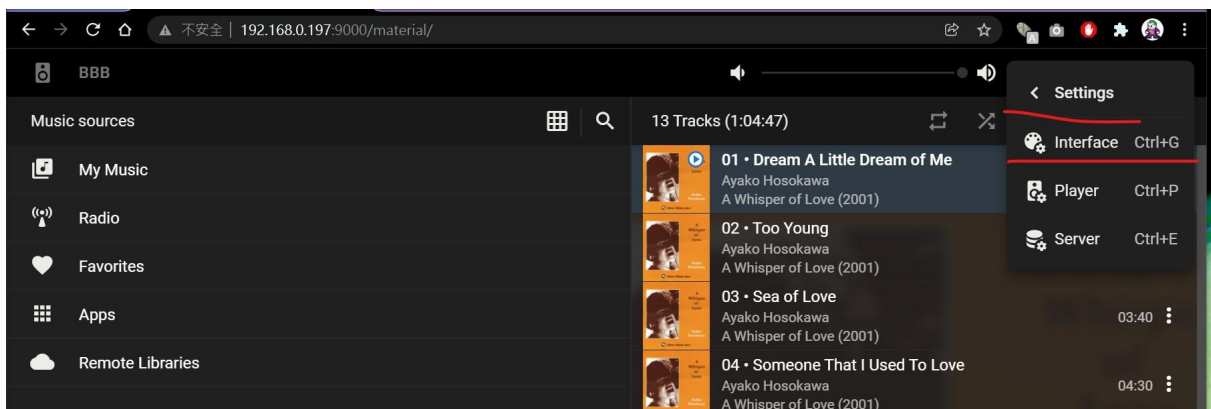 不安全 | 192.168.0.197:9000/material/
BBB
Settings
Music sources
13 Tracks (1:04:47)
Interface Ctrl+G
My Music
01 • Dream A Little Dream of Me
Ayako Hosokawa
A Whisper of Love (2001)
Player Ctrl+P
Radio
02 • Too Young
Ayako Hosokawa
A Whisper of Love (2001)
Server Ctrl+E
Favorites
Apps
03 • Sea of Love
Ayako Hosokawa
A Whisper of Love (2001)
03:40
Remote Libraries
04 • Someone That I Used To Love
Ayako Hosokawa
A Whisper of Love (2001)
04:30